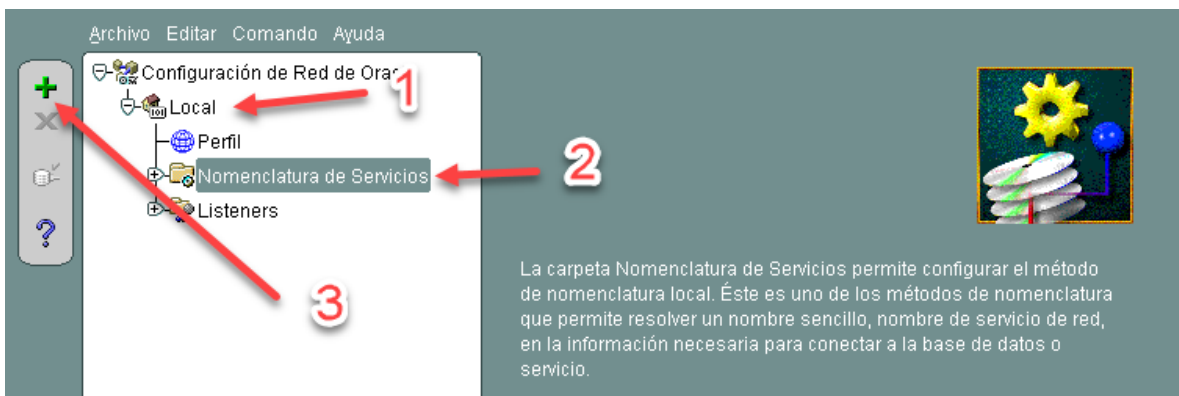 Archivo Editar Comando Ayuda
Configuración de Red de Orac
1
Local
Perfil
2
Nomenclatura de Servicios
Listeners
3
La carpeta Nomenclatura de Servicios permite configurar el método
de nomenclatura local. Éste es uno de los métodos de nomenclatura
que permite resolver un nombre sencillo, nombre de servicio de red,
en la información necesaria para conectar a la base de datos o
servicio.